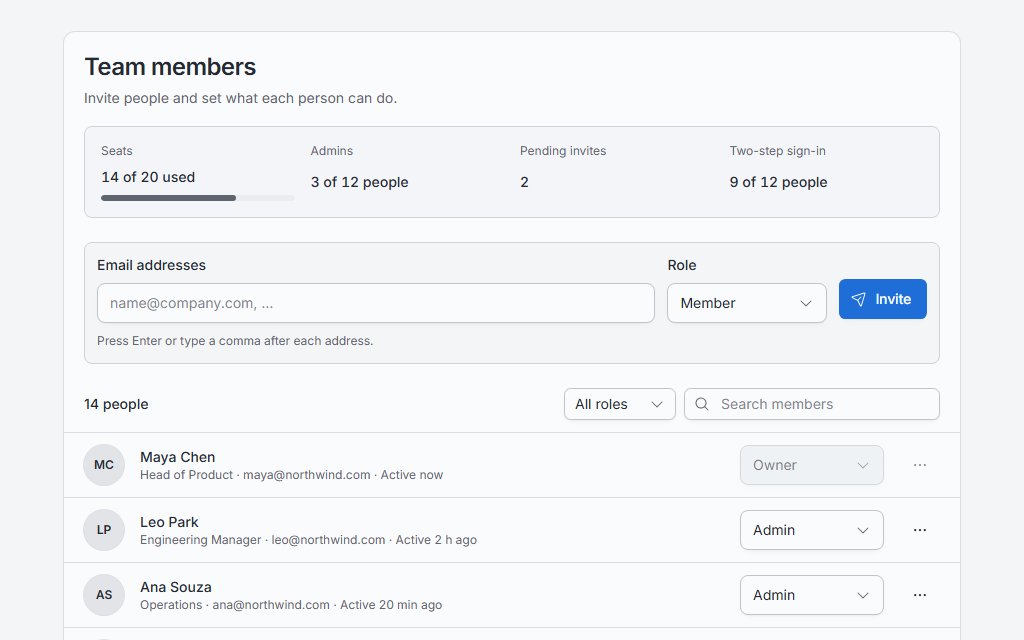 Team members
Invite people and set what each person can do.
Seats
14 of 20 used
Admins
3 of 12 people
Pending invites
2
Two-step sign-in
9 of 12 people
Email addresses
name@company.com, ...
Press Enter or type a comma after each address.
Role
Member
Invite
14 people
All roles
Search members
MC
Maya Chen
Head of Product · maya@northwind.com · Active now
Owner
LP
Leo Park
Engineering Manager · leo@northwind.com · Active 2 h ago
Admin
AS
Ana Souza
Operations · ana@northwind.com · Active 20 min ago
Admin